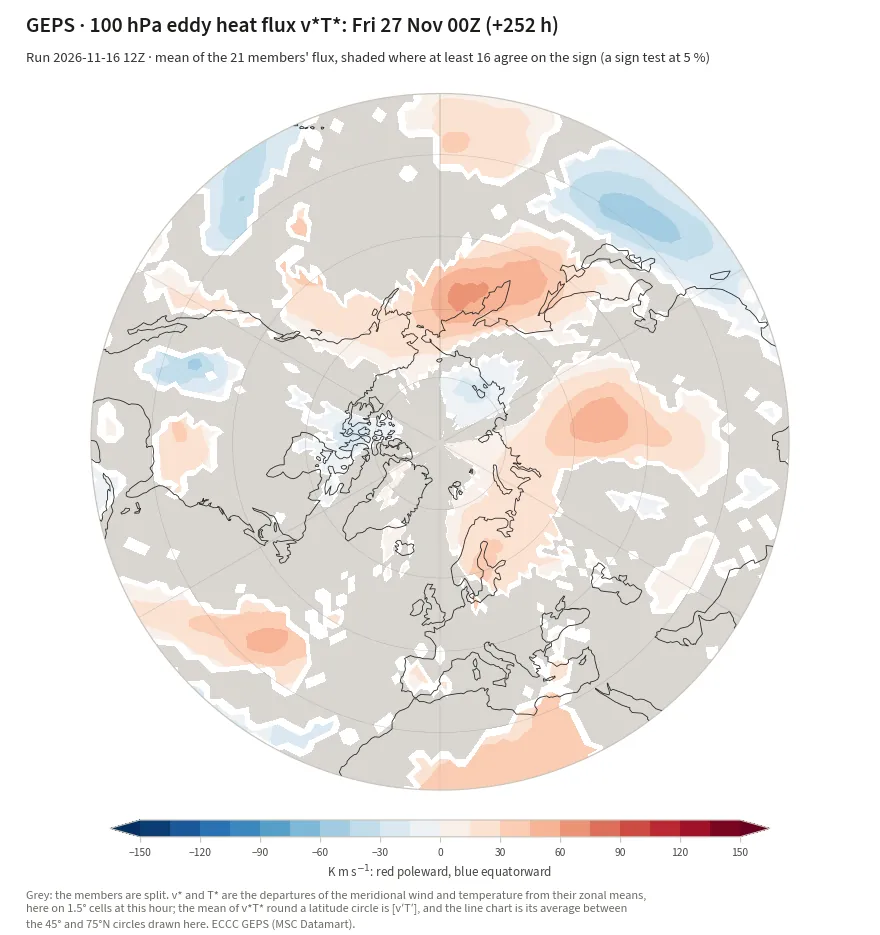 GEPS · 100 hPa eddy heat flux v*T*: Fri 27 Nov 00Z (+252 h)
Run 2026-11-16 12Z · mean of the 21 members' flux, shaded where at least 16 agree on the sign (a sign test at 5 %)
−150 −120 −90 −60 −30 0 30 60 90 120 150
K m s⁻¹: red poleward, blue equatorward
Grey: the members are split. v* and T* are the departures of the meridional wind and temperature from their zonal means,
here on 1.5° cells at this hour; the mean of v*T* round a latitude circle is [v'T'], and the line chart is its average between
the 45° and 75°N circles drawn here. ECCC GEPS (MSC Datamart).